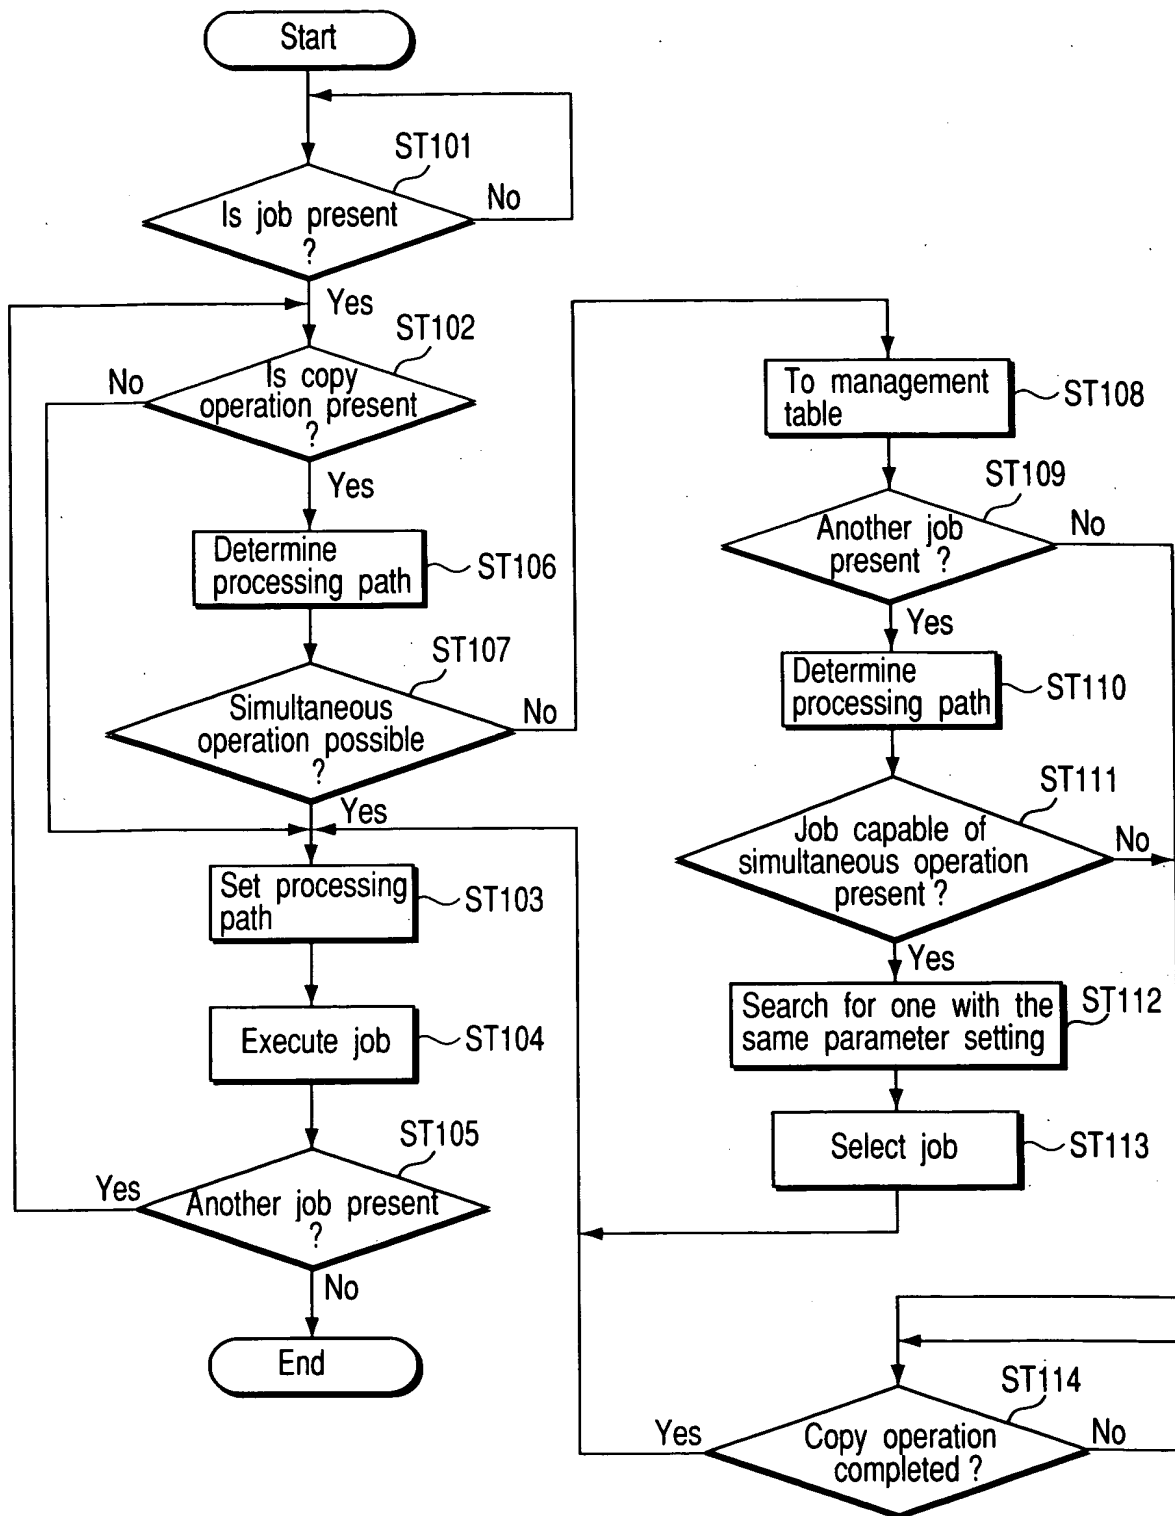 Start
ST101
Is job present
?
No
Yes
ST102
Is copy
operation present
?
No
Yes
Determine
processing path
ST106
ST107
Simultaneous
operation possible
?
No
Yes
Set processing
path
ST103
Execute job
ST104
ST105
Another job present
?
Yes
No
End
To management
table
ST108
ST109
Another job
present ?
No
Yes
Determine
processing path
ST110
ST111
Job capable of
simultaneous operation
present ?
No
Yes
Search for one with the
same parameter setting
ST112
Select job
ST113
ST114
Copy operation
completed ?
Yes
No